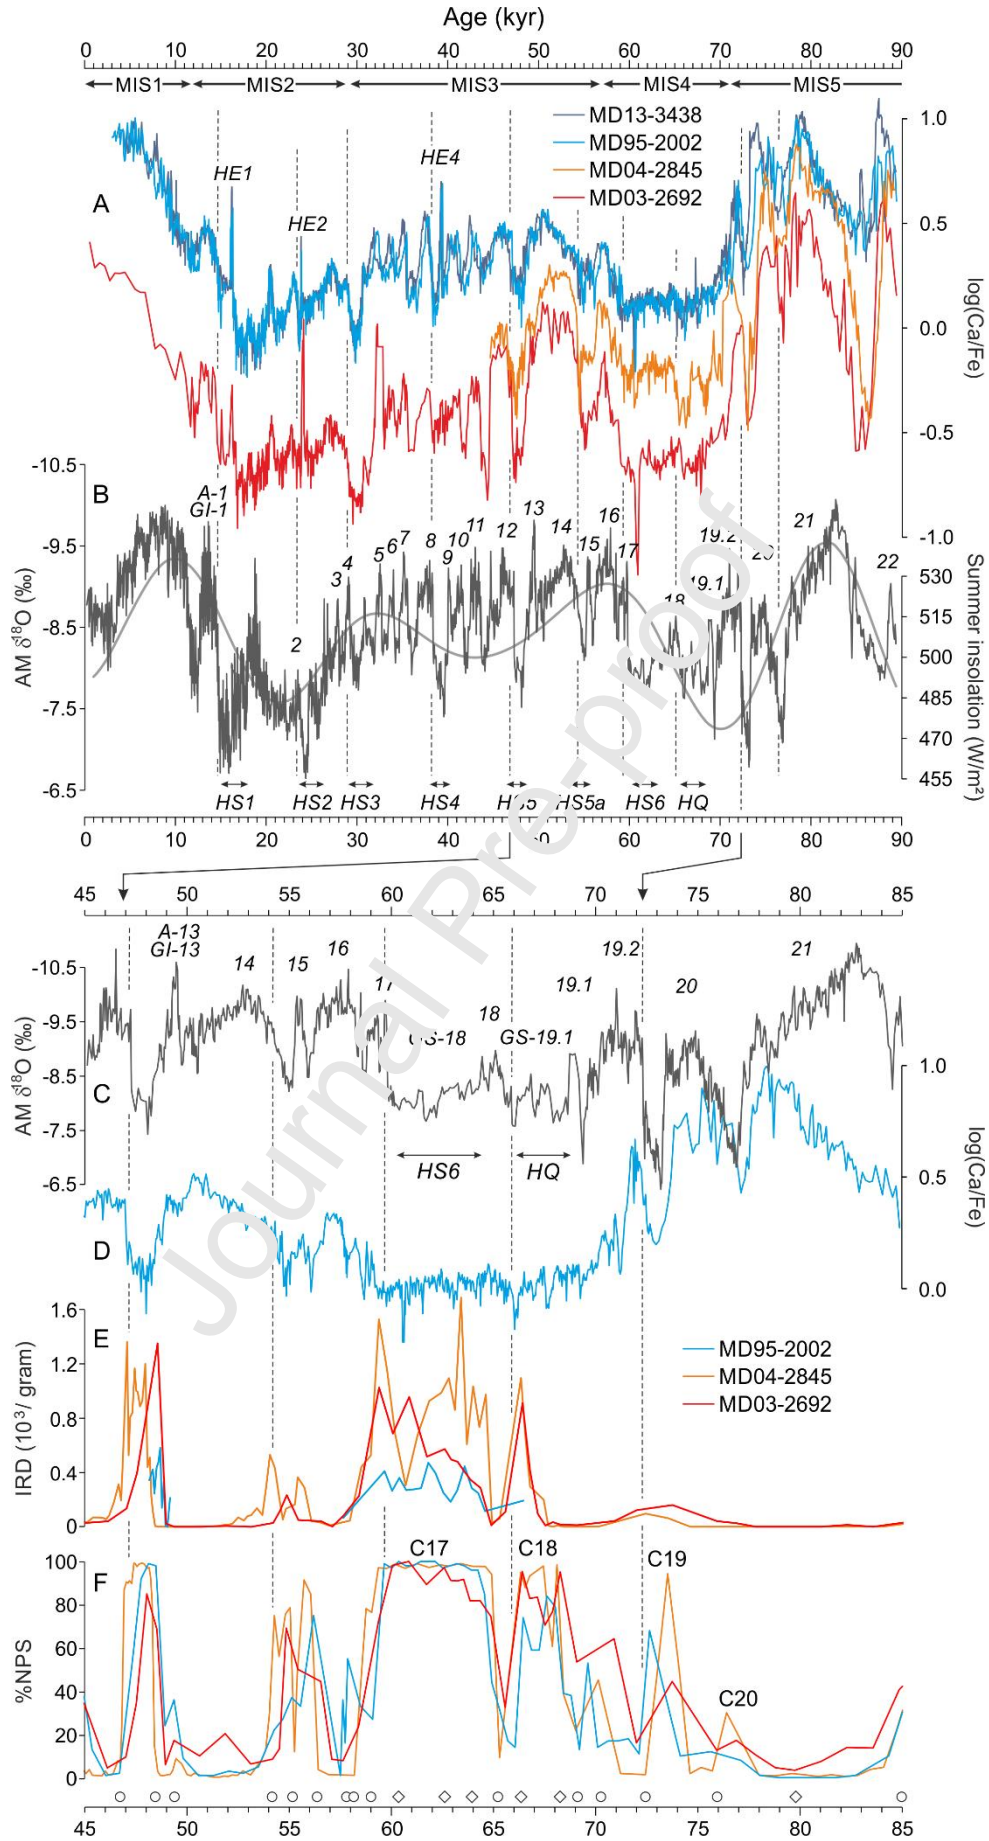 Age (kyr)
0 10 20 30 40 50 60 70 80 90
MIS1 MIS2 MIS3 MIS4 MIS5
MD13-3438
MD95-2002
MD04-2845
MD03-2692
HE1
HE2
HE4
A
1.0
0.5
0.0
-0.5
-1.0
log(Ca/Fe)
B
-10.5
-9.5
-8.5
-7.5
-6.5
AM δ18O (‰)
A-1
GI-1
2 3 4 5 6 7 8 9 10 11 12 13 14 15 16 17 18 19.1 19.2 20 21 22
530
515
500
485
470
455
Summer insolation (W/m²)
HS1 HS2 HS3 HS4 HS5 HS5a HS6 HQ
0 10 20 30 40 50 60 70 80 90
45 50 55 60 65 70 75 80 85
A-13
GI-13
14 15 16 17 18 19.1 19.2 20 21
GS-18 GS-19.1
-10.5
-9.5
-8.5
-7.5
-6.5
AM δ18O (‰)
C
HS6 HQ
1.0
0.5
0.0
log(Ca/Fe)
D
Journal Pre-proof
E
1.6
1.2
0.8
0.4
0
IRD (10³/ gram)
MD95-2002
MD04-2845
MD03-2692
F
100
80
60
40
20
0
%NPS
C17 C18 C19 C20
45 50 55 60 65 70 75 80 85